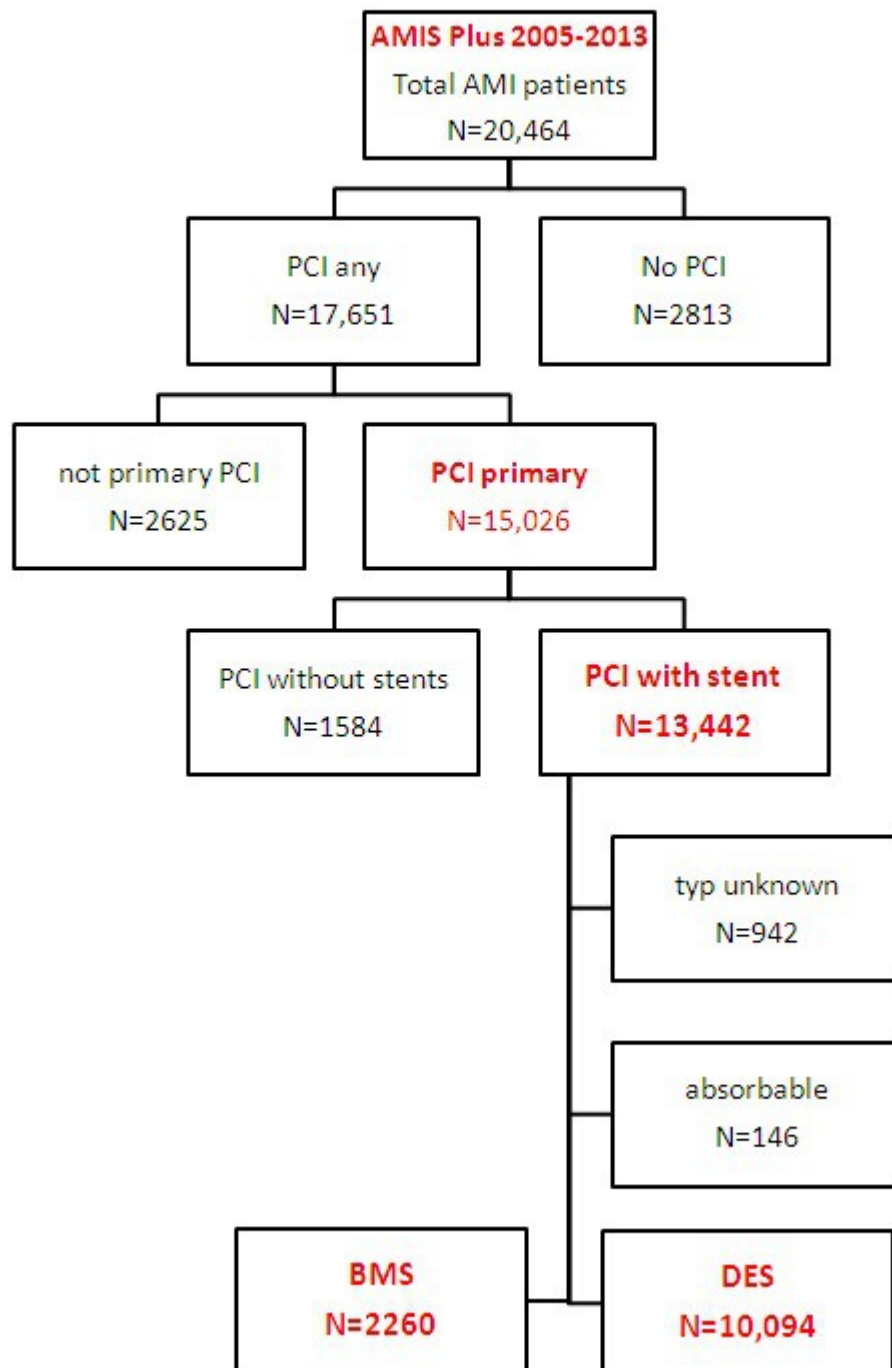 AMIS Plus 2005-2013
Total AMI patients
N=20,464
PCI any
N=17,651
No PCI
N=2813
not primary PCI
N=2625
PCI primary
N=15,026
PCI without stents
N=1584
PCI with stent
N=13,442
typ unknown
N=942
absorbable
N=146
BMS
N=2260
DES
N=10,094